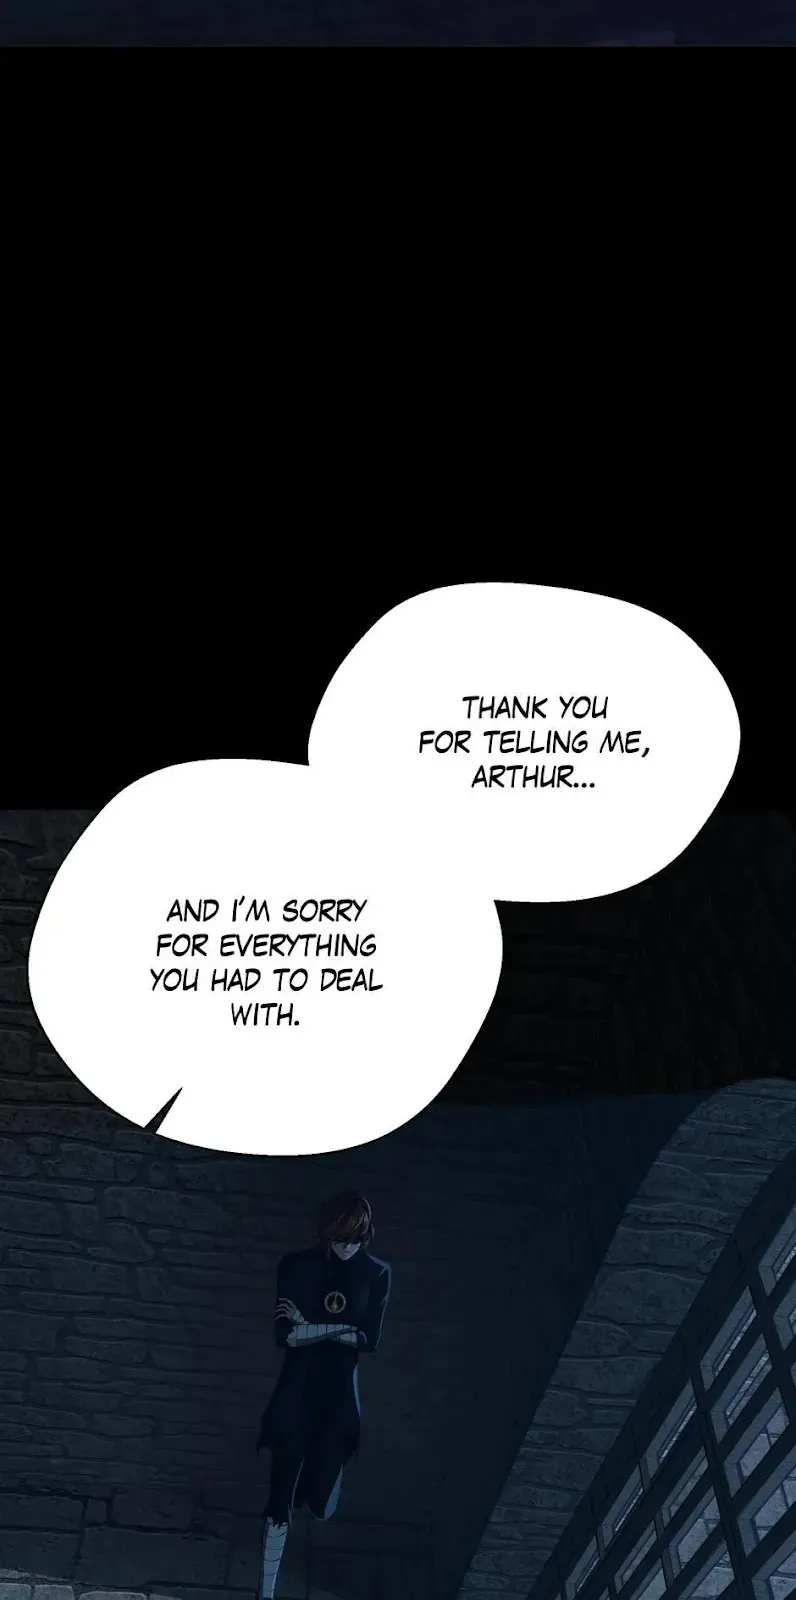 THANK YOU
FOR TELLING ME,
ARTHUR...
AND I'M SORRY
FOR EVERYTHING
YOU HAD TO DEAL
WITH.